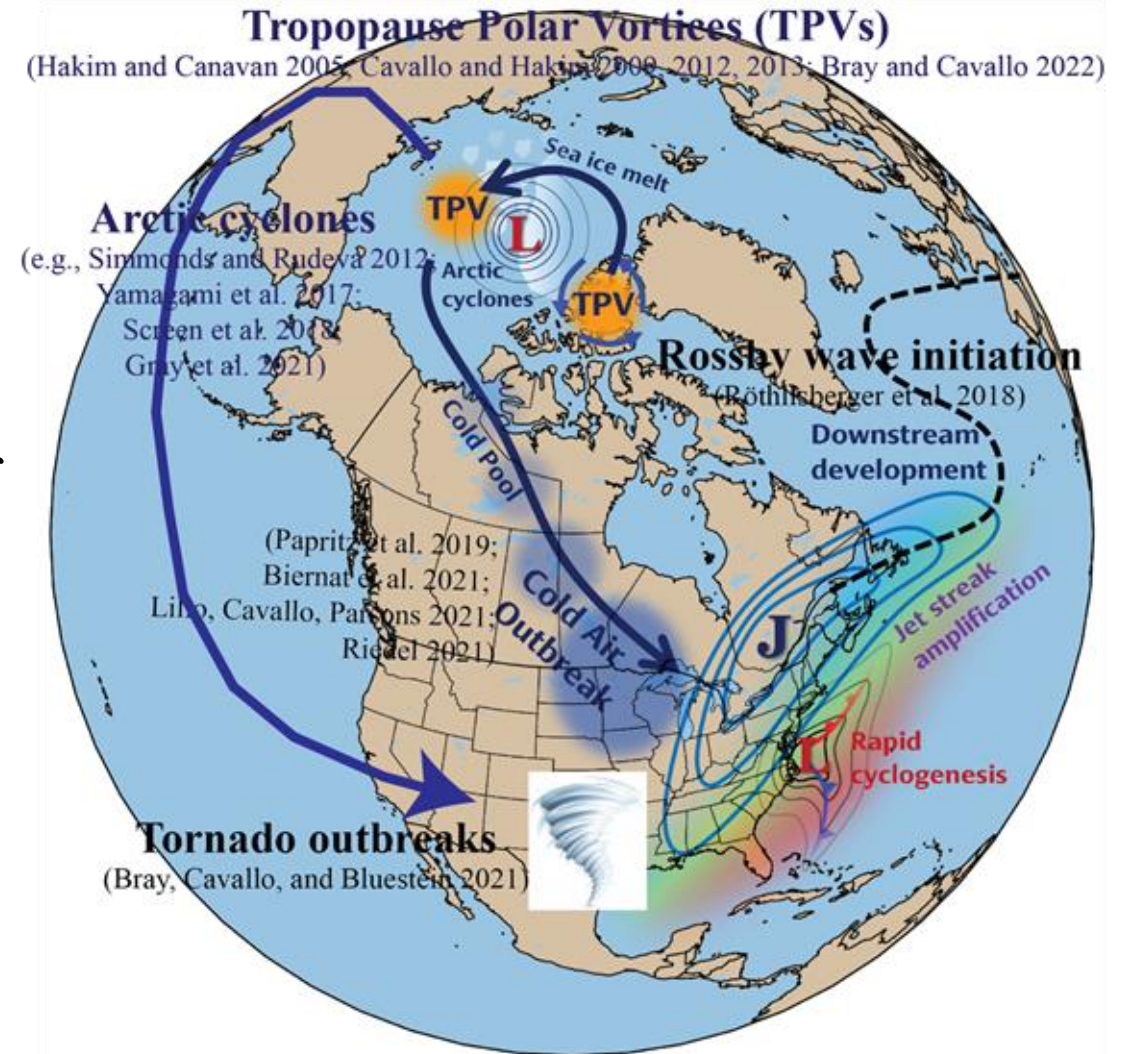 Tropopause Polar Vortices (TPVs)
(Hakim and Canavan 2005; Cavallo and Hakim 2009, 2012, 2013; Bray and Cavallo 2022)
Sea ice melt
TPV
L
Arctic cyclones
(e.g., Simmonds and Rudeva 2012;
Yamagami et al. 2017;
Screen et al. 2018;
Gray et al. 2021)
Arctic
cyclones
TPV
Rossby wave initiation
(Röthlisberger et al. 2018)
Downstream
development
Cold Pool
(Papritz et al. 2019;
Biernat et al. 2021;
Lillo, Cavallo, Parsons 2021;
Riedel 2021)
Cold Air
Outbreak
J
Jet streak
amplification
L
Rapid
cyclogenesis
Tornado outbreaks
(Bray, Cavallo, and Bluestein 2021)